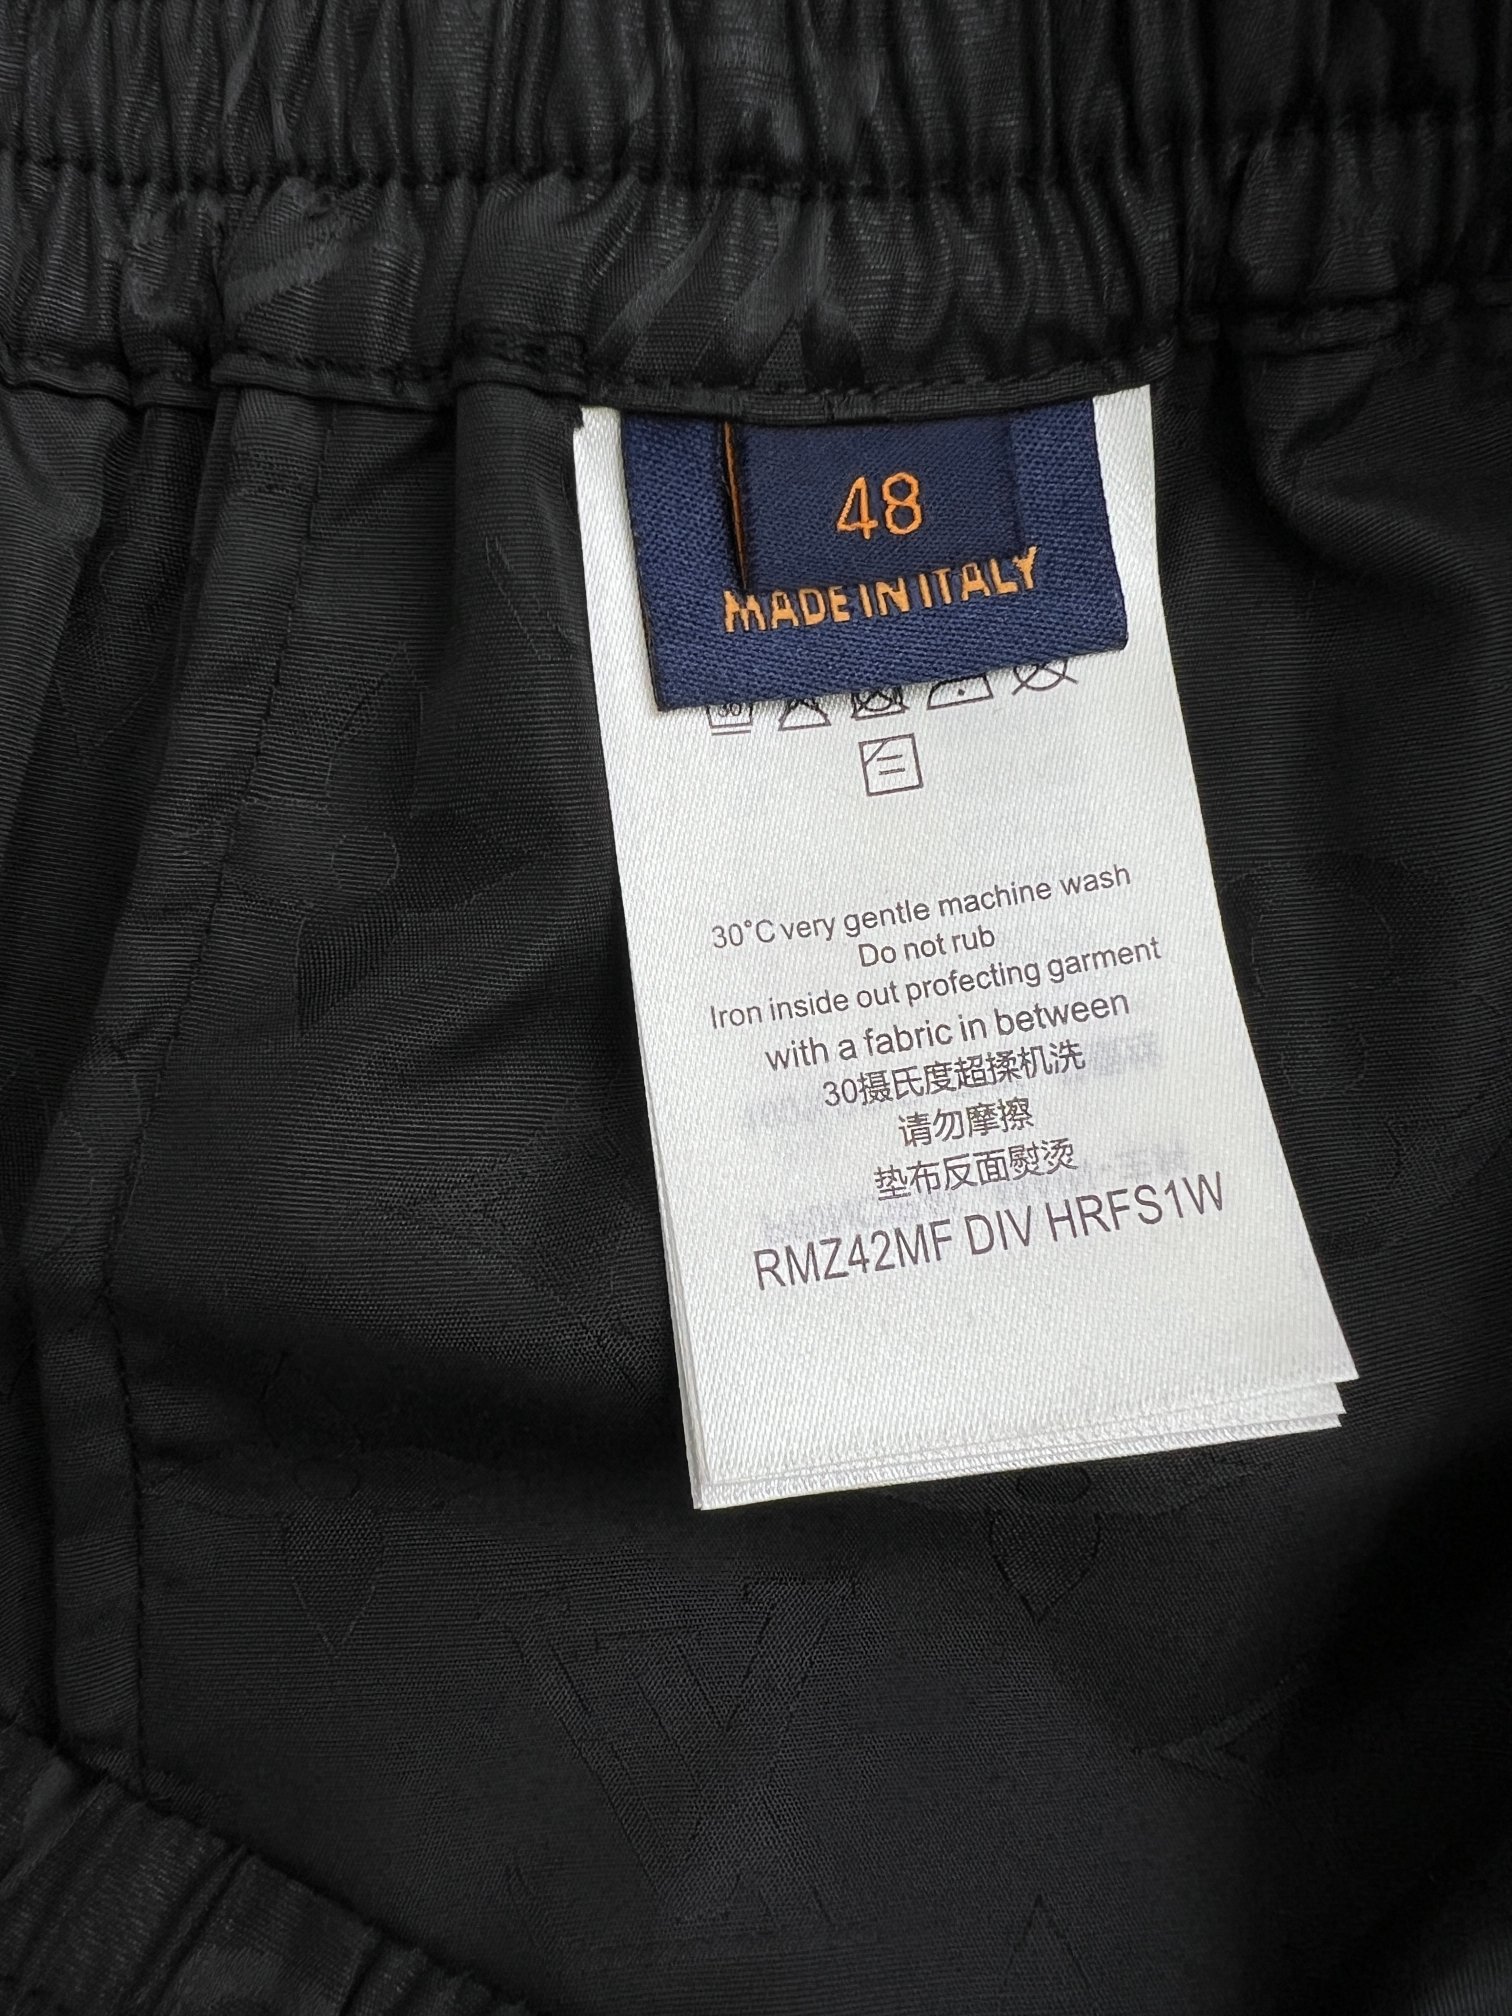 48
MADE IN ITALY
30
30°C very gentle machine wash
Do not rub
Iron inside out profecting garment
with a fabric in between
30摄氏度超揉机洗
请勿摩擦
垫布反面熨烫
RMZ42MF DIV HRFS1W